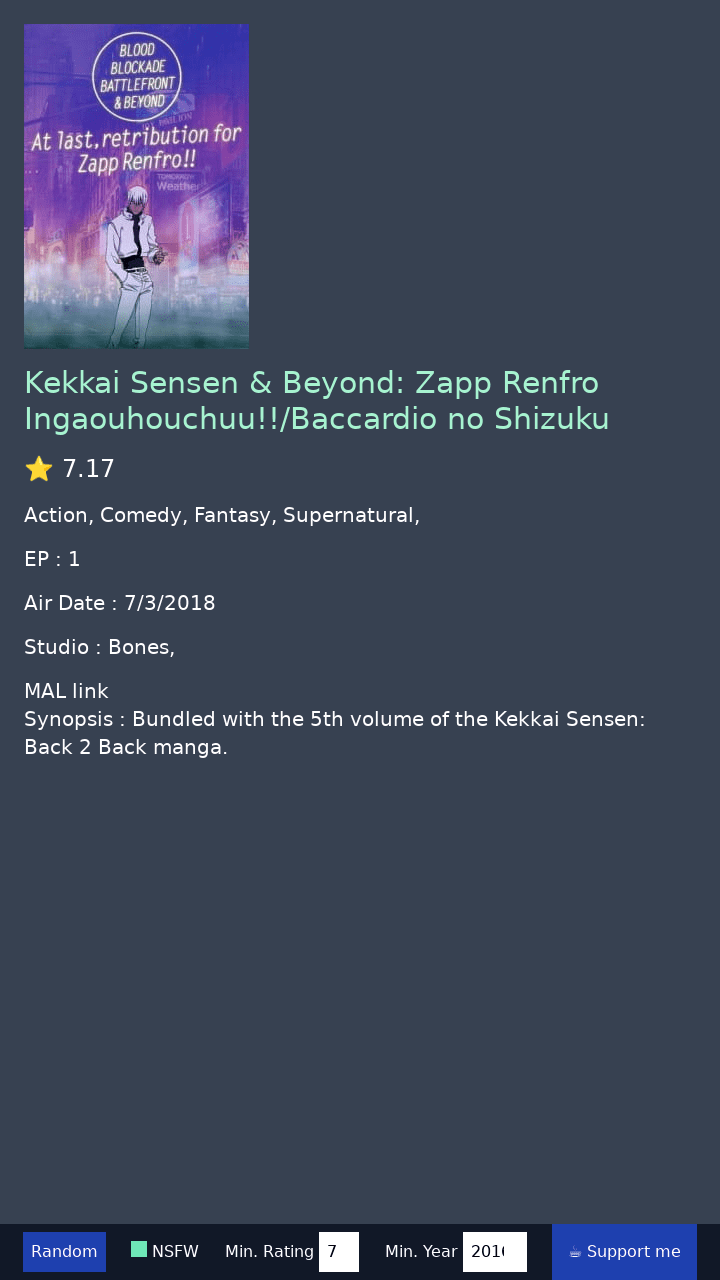 BLOOD
BLOCKADE
BATTLEFRONT
& BEYOND
PAVILION
At last, retribution for
Zapp Renfro!!
TOMORROW
Weather
Kekkai Sensen & Beyond: Zapp Renfro
Ingaouhouchuu!!/Baccardio no Shizuku
⭐ 7.17
Action, Comedy, Fantasy, Supernatural,
EP : 1
Air Date : 7/3/2018
Studio : Bones,
MAL link
Synopsis : Bundled with the 5th volume of the Kekkai Sensen:
Back 2 Back manga.
Random NSFW Min. Rating 7 Min. Year 2016 ☕ Support me